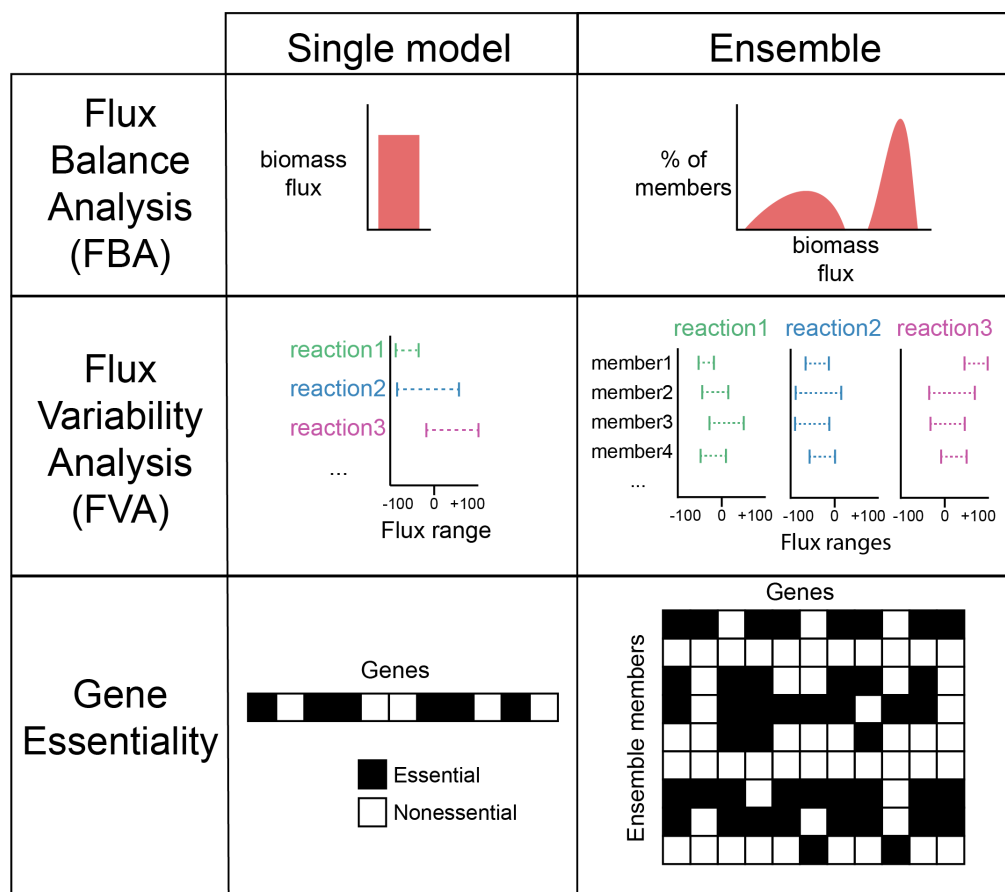 Single model
Ensemble
Flux
Balance
Analysis
(FBA)
biomass
flux
% of
members
biomass
flux
Flux
Variability
Analysis
(FVA)
reaction1
reaction2
reaction3
...
-100 0 +100
Flux range
reaction1 reaction2 reaction3
member1
member2
member3
member4
...
-100 0 +100 -100 0 +100 -100 0 +100
Flux ranges
Gene
Essentiality
Genes
Essential
Nonessential
Genes
Ensemble members